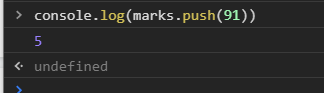 > console.log(marks.push(91))
5
<· undefined
>